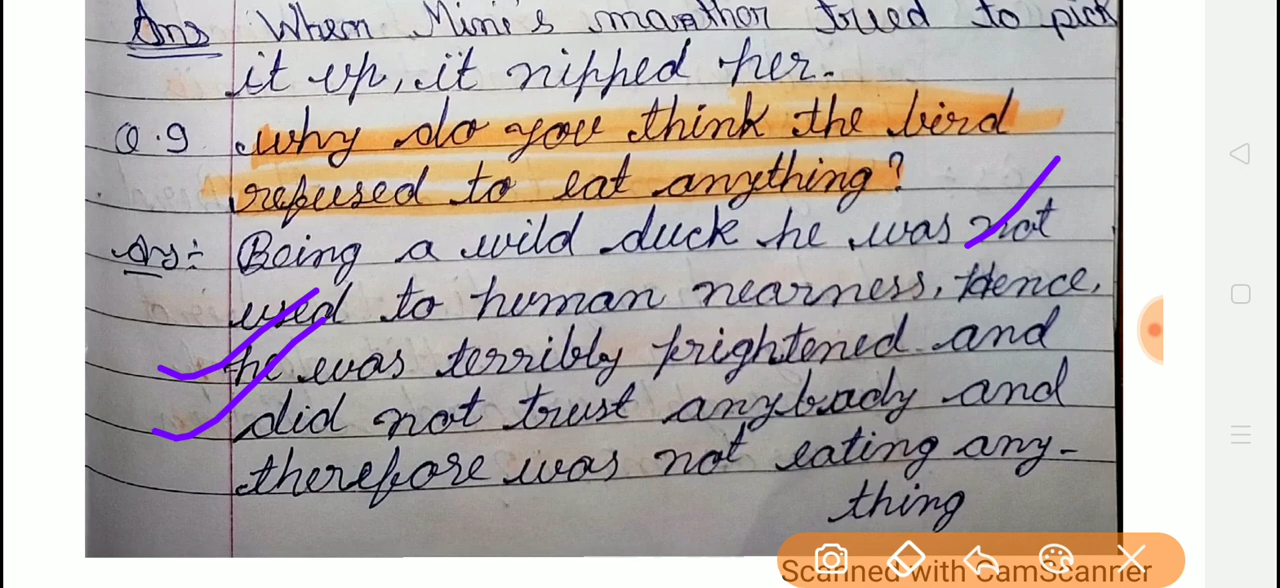 Ans When Mini's marthor tried to pick
it up, it nipped her.
Q.9 why do you think the bird
refused to eat anything?
Ans:- Being a wild duck he was not
used to human nearness. Hence,
he was terribly frightened and
did not trust anybady and
therefore was not eating any-
thing
Scanned with CamScanner